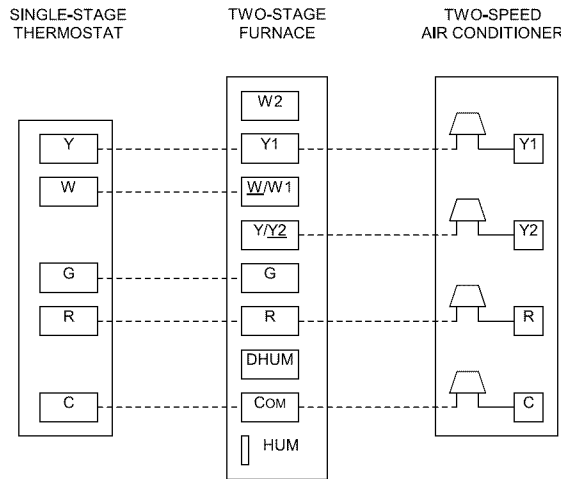 SINGLE-STAGE
THERMOSTAT
TWO-STAGE
FURNACE
TWO-SPEED
AIR CONDITIONER
W2
Y Y1 Y1
W W/W1
Y/Y2 Y2
G G
R R R
DHUM
C COM C
HUM